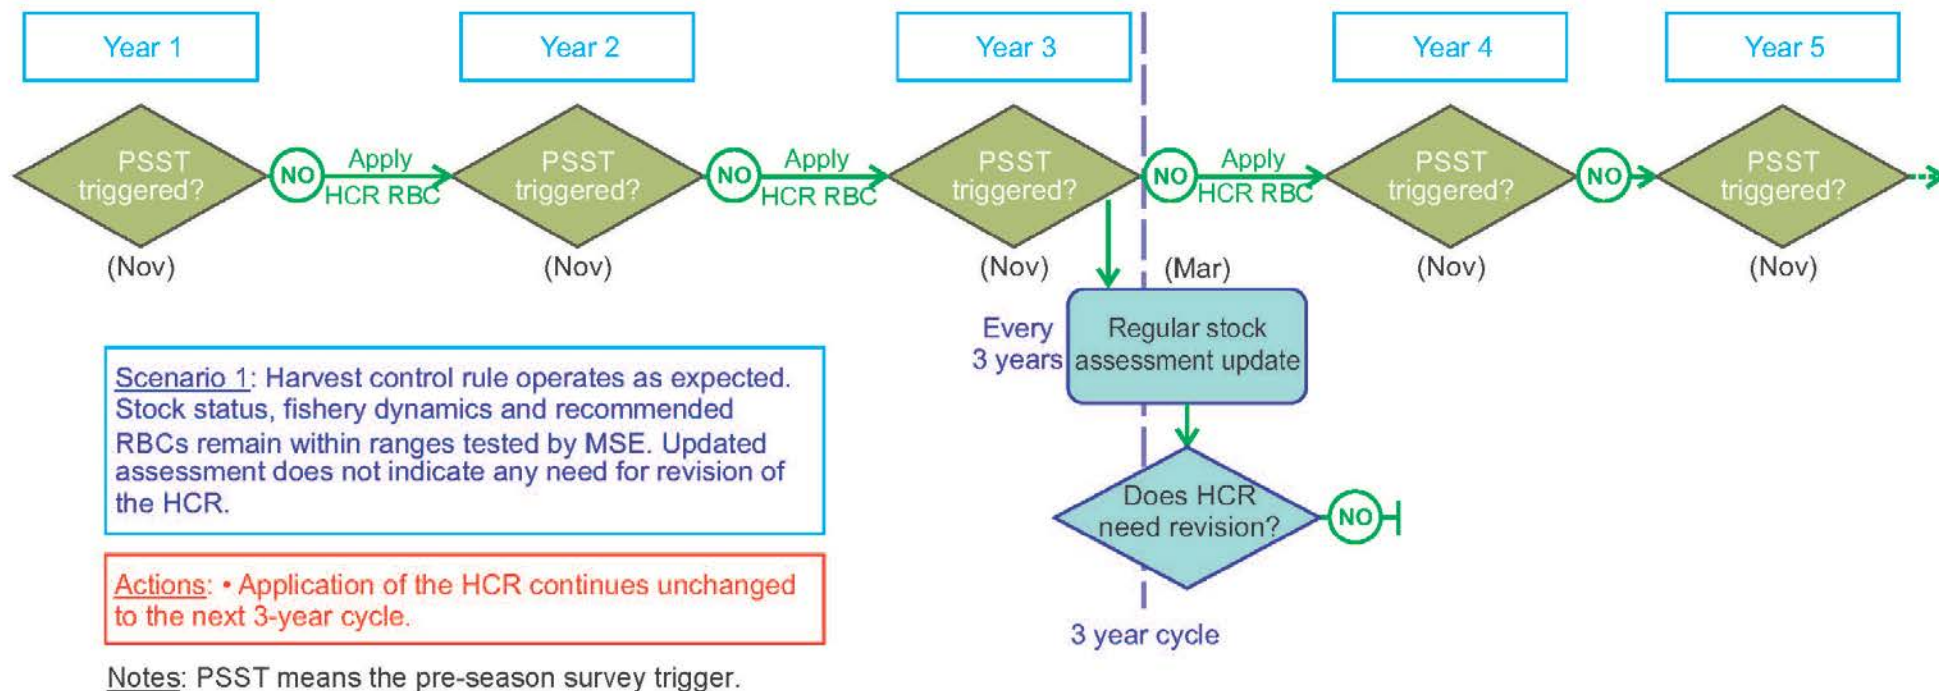 Year 1
Year 2
Year 3
Year 4
Year 5
PSST
triggered?
NO
Apply
HCR RBC
PSST
triggered?
NO
Apply
HCR RBC
PSST
triggered?
NO
Apply
HCR RBC
PSST
triggered?
NO
PSST
triggered?
(Nov)
(Nov)
(Nov)
(Mar)
(Nov)
(Nov)
Every
3 years
Regular stock
assessment update
Does HCR
need revision?
NO
3 year cycle
Scenario 1: Harvest control rule operates as expected.
Stock status, fishery dynamics and recommended
RBCs remain within ranges tested by MSE. Updated
assessment does not indicate any need for revision of
the HCR.
Actions: • Application of the HCR continues unchanged
to the next 3-year cycle.
Notes: PSST means the pre-season survey trigger.